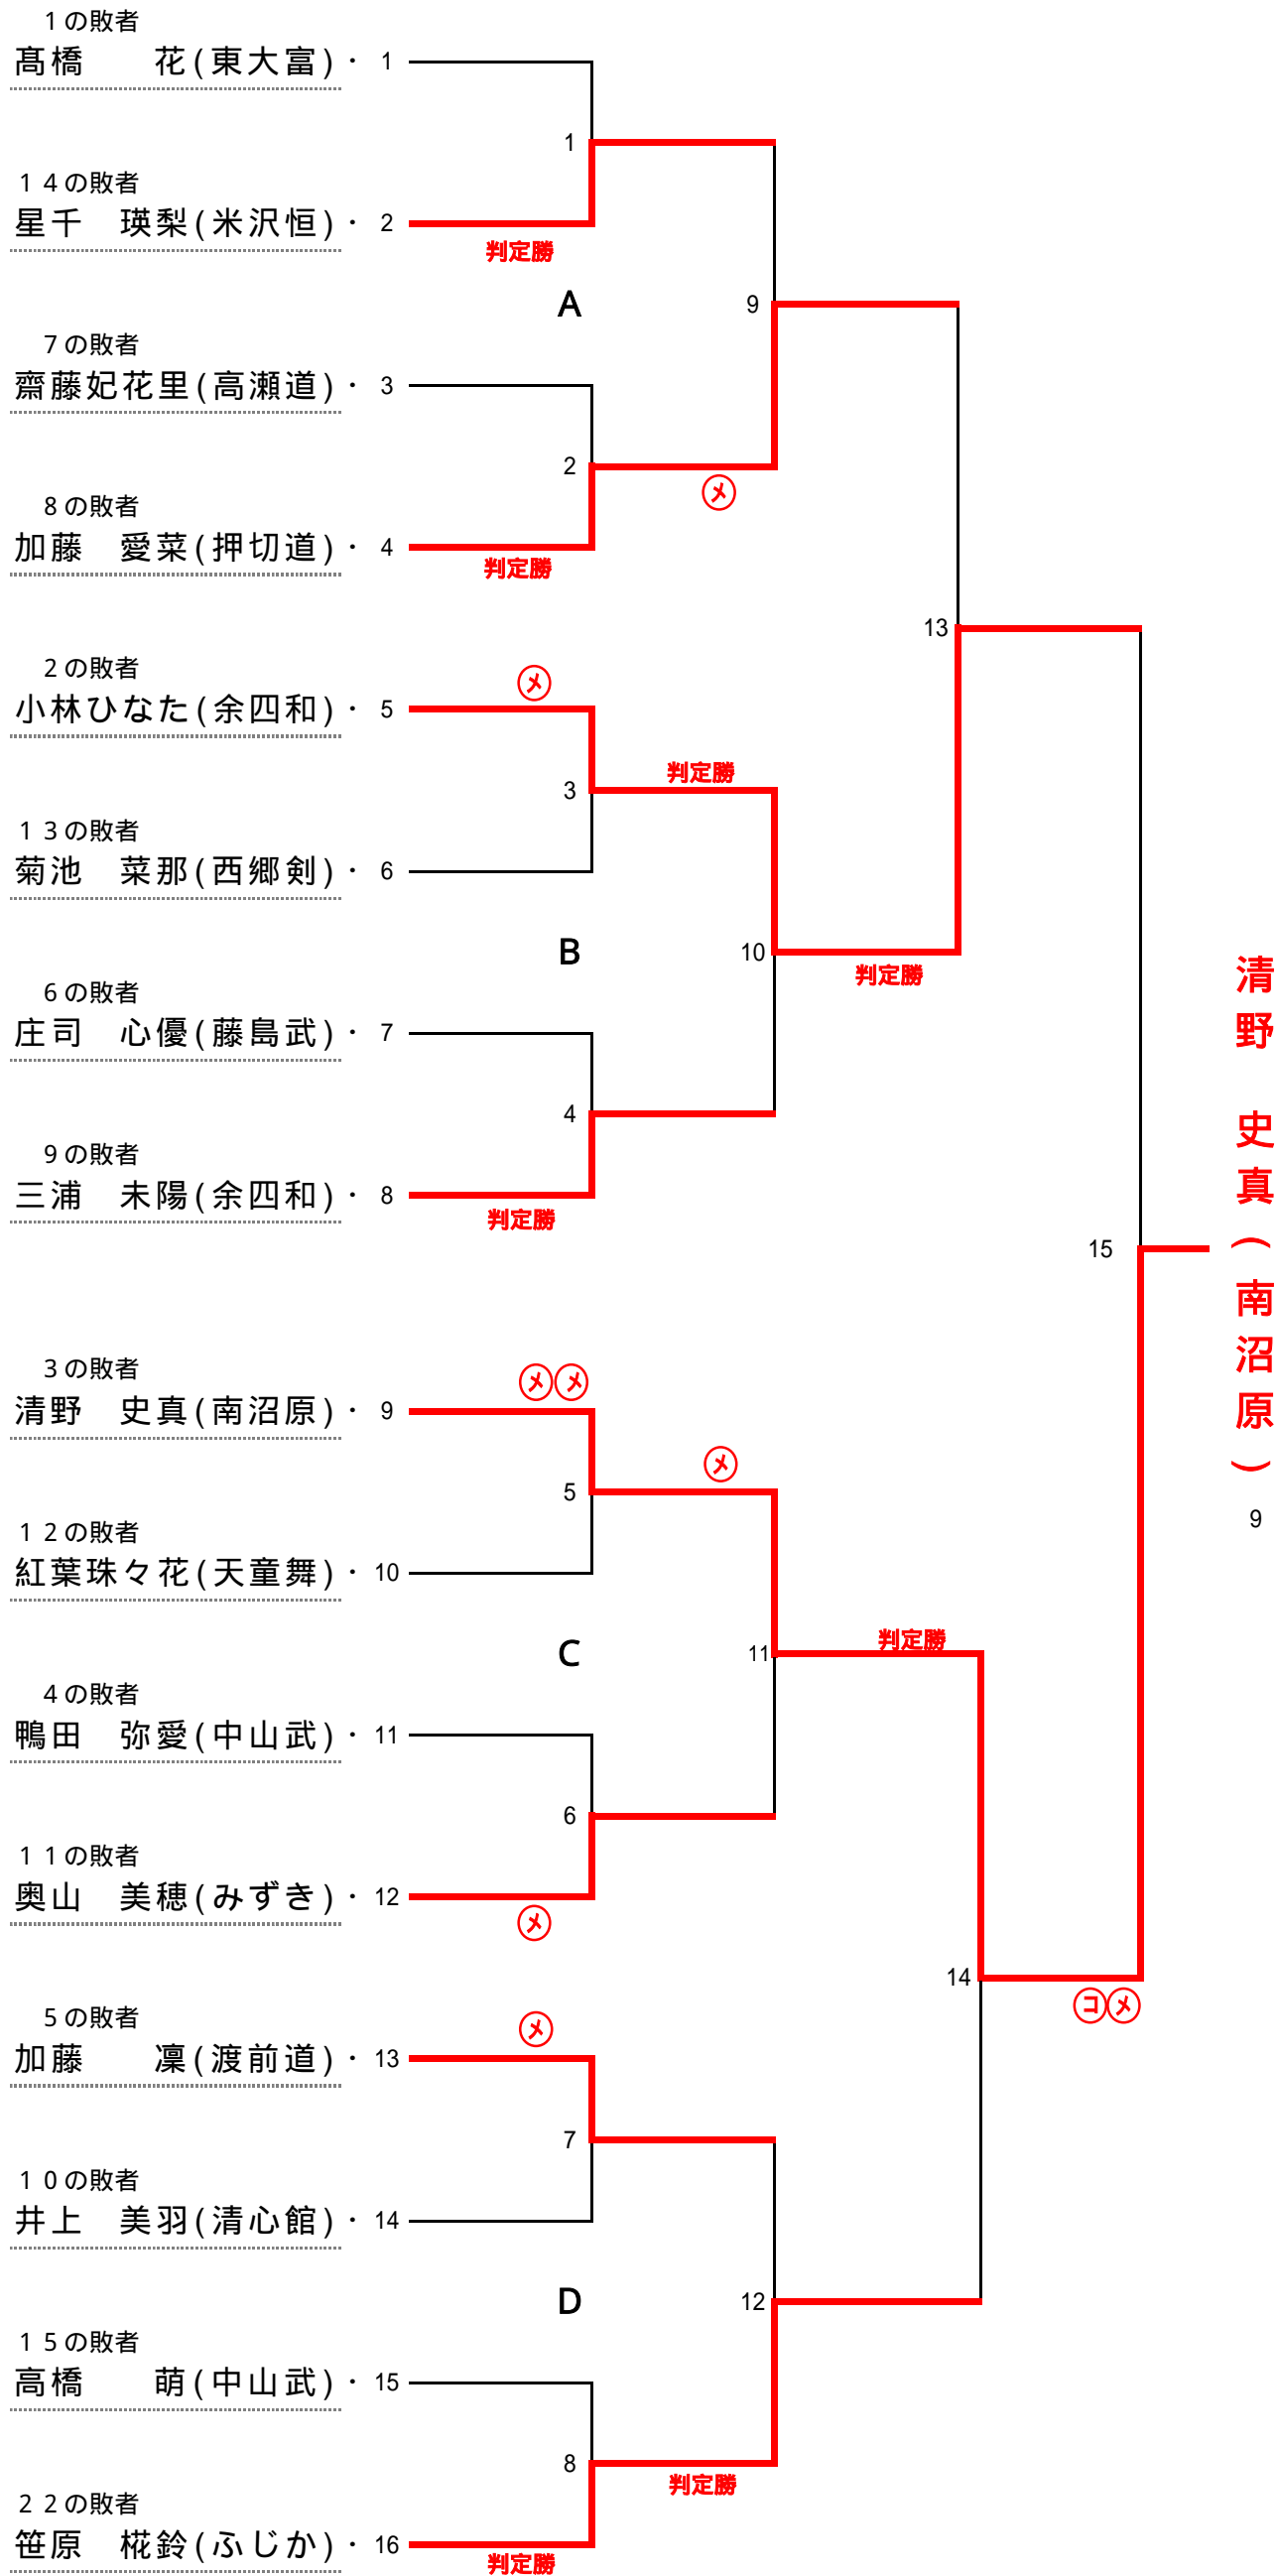 1の敗者
髙橋　　花(東大富)・ 1
1
14の敗者
星千　瑛梨(米沢恒)・ 2
判定勝
A
9
7の敗者
齋藤妃花里(高瀬道)・ 3
2
メ
8の敗者
加藤　愛菜(押切道)・ 4
判定勝
13
2の敗者
メ
小林ひなた(余四和)・ 5
判定勝
3
13の敗者
菊池　菜那(西郷剣)・ 6
B
10
判定勝
6の敗者
庄司　心優(藤島武)・ 7
4
9の敗者
三浦　未陽(余四和)・ 8
判定勝
15
清野　史真(南沼原)
9
3の敗者
メメ
清野　史真(南沼原)・ 9
メ
5
12の敗者
紅葉珠々花(天童舞)・ 10
C
11
判定勝
4の敗者
鴨田　弥愛(中山武)・ 11
6
11の敗者
奥山　美穂(みずき)・ 12
メ
14
コメ
5の敗者
メ
加藤　　凜(渡前道)・ 13
7
10の敗者
井上　美羽(清心館)・ 14
D
12
15の敗者
高橋　　萌(中山武)・ 15
8
判定勝
22の敗者
笹原　椛鈴(ふじか)・ 16
判定勝